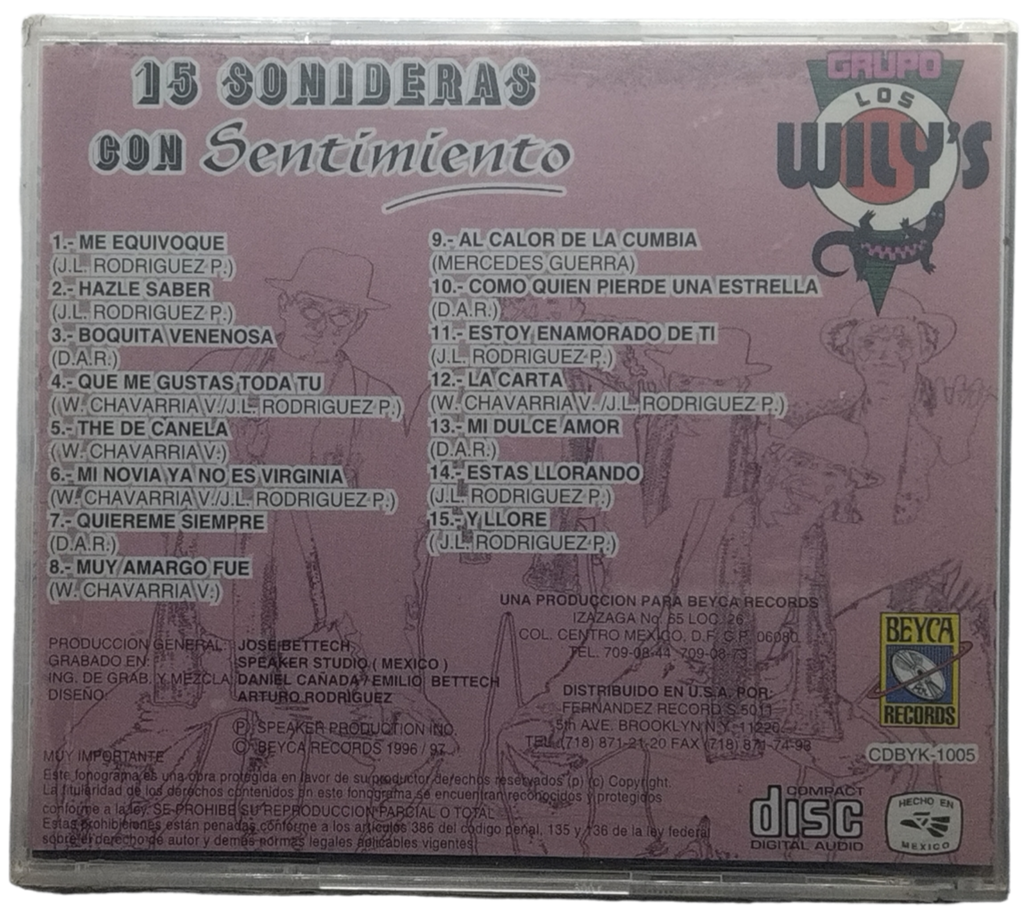 15 SONIDERAS
CON Sentimiento
GRUPO
LOS
WILY'S
1.- ME EQUIVOQUE
(J.L. RODRIGUEZ P.)
2.- HAZLE SABER
(J.L. RODRIGUEZ P.)
3.- BOQUITA VENENOSA
(D.A.R.)
4.- QUE ME GUSTAS TODA TU
( W. CHAVARRIA V./J.L. RODRIGUEZ P.)
5.- THE DE CANELA
( W. CHAVARRIA V.)
6.- MI NOVIA YA NO ES VIRGINIA
(W. CHAVARRIA V./J.L. RODRIGUEZ P.)
7.- QUIEREME SIEMPRE
(D.A.R.)
8.- MUY AMARGO FUE
(W. CHAVARRIA V.)
9.- AL CALOR DE LA CUMBIA
(MERCEDES GUERRA)
10.- COMO QUIEN PIERDE UNA ESTRELLA
(D.A.R.)
11.- ESTOY ENAMORADO DE TI
(J.L. RODRIGUEZ P.)
12.- LA CARTA
(W. CHAVARRIA V. /J.L. RODRIGUEZ P.)
13.- MI DULCE AMOR
(D.A.R.)
14.- ESTAS LLORANDO
(J.L. RODRIGUEZ P.)
15.- Y LLORE
( J.L. RODRIGUEZ P.)
PRODUCCION GENERAL: JOSE BETTECH
GRABADO EN: SPEAKER STUDIO ( MEXICO )
ING. DE GRAB. Y MEZCLA: DANIEL CAÑADA / EMILIO BETTECH
DISEÑO: ARTURO RODRIGUEZ
Ⓟ SPEAKER PRODUCTION INC.
© BEYCA RECORDS 1996 / 97
UNA PRODUCCION PARA BEYCA RECORDS
IZAZAGA No. 65 LOC. 26
COL. CENTRO MEXICO, D.F. C.P. 06080
TEL. 709-08-44 709-08-73
DISTRIBUIDO EN U.S.A. POR:
FERNANDEZ RECORD S 5011
5th AVE. BROOKLYN N.Y. 11220
TEL. (718) 871-21-20 FAX (718) 871-74-93
BEYCA
RECORDS
CDBYK-1005
MUY IMPORTANTE
Este fonograma es una obra protegida en favor de su productor derechos reservados (p) (c) Copyright.
La titularidad de los derechos contenidos en este fonograma se encuentran reconocidos y protegidos
conforme a la ley. SE PROHIBE SU REPRODUCCION PARCIAL O TOTAL
Estas prohibiciones están penadas conforme a los artículos 386 del código penal, 135 y 136 de la ley federal
sobre el derecho de autor y demás normas legales aplicables vigentes.
COMPACT
disc
DIGITAL AUDIO
HECHO EN
MEXICO